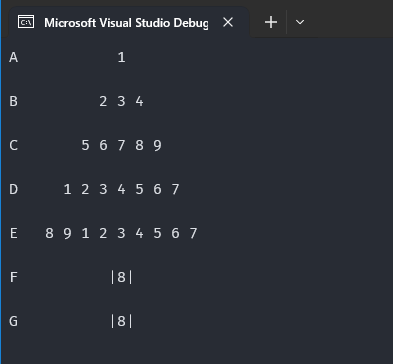 Microsoft Visual Studio Debug
A 1
B 2 3 4
C 5 6 7 8 9
D 1 2 3 4 5 6 7
E 8 9 1 2 3 4 5 6 7
F |8|
G |8|